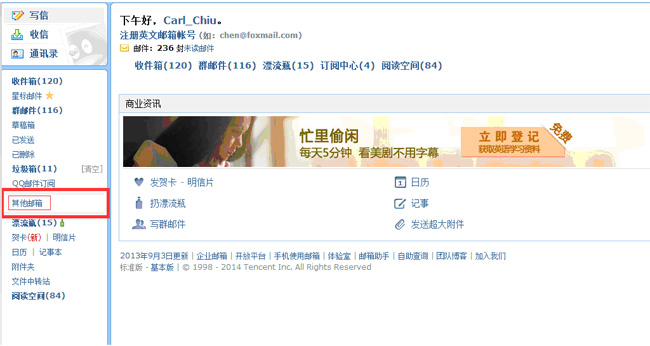 写信
收信
通讯录
收件箱(120)
星标邮件
群邮件(116)
草稿箱
已发送
已删除
垃圾箱(11) [清空]
QQ邮件订阅
其他邮箱
漂流瓶(15)
贺卡(新) | 明信片
日历 | 记事本
附件夹
文件中转站
阅读空间(84)
下午好，Carl_Chiu。
注册英文邮箱帐号 (如: chen@foxmail.com)
邮件: 236 封未读邮件
收件箱(120) 群邮件(116) 漂流瓶(15) 订阅中心(4) 阅读空间(84)
商业资讯
忙里偷闲
每天5分钟 看美剧不用字幕
立即登记
获取英语学习资料
免费
发贺卡 - 明信片
日历
扔漂流瓶
记事
写群邮件
发送超大附件
2013年9月3日更新 | 企业邮箱 | 开放平台 | 手机使用邮箱 | 体验室 | 邮箱助手 | 自助查询 | 团队博客 | 加入我们
标准版 - 基本版 | © 1998 - 2014 Tencent Inc. All Rights Reserved